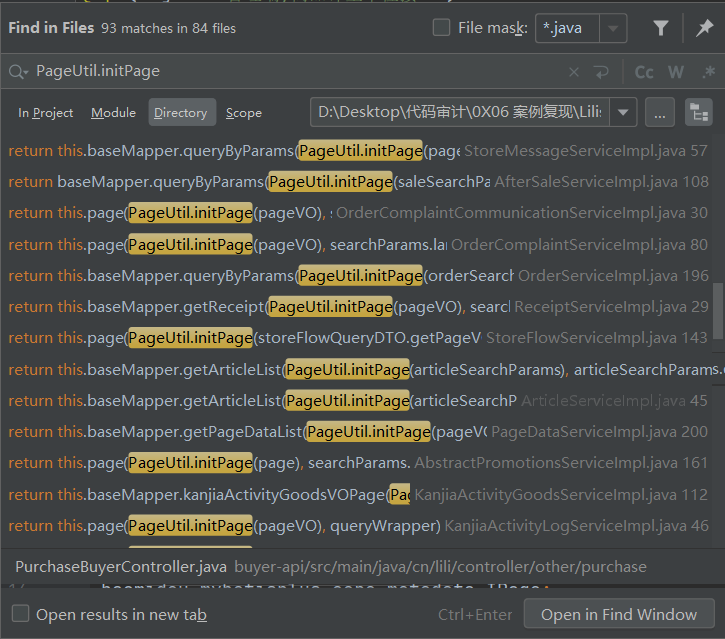 Find in Files 93 matches in 84 files File mask: *.java
PageUtil.initPage Cc W .*
In Project Module Directory Scope D:\Desktop\代码审计\0X06 案例复现\Lilis ...
return this.baseMapper.queryByParams(PageUtil.initPage(page StoreMessageServiceImpl.java 57
return baseMapper.queryByParams(PageUtil.initPage(saleSearchPa AfterSaleServiceImpl.java 108
return this.page(PageUtil.initPage(pageVO), OrderComplaintCommunicationServiceImpl.java 30
return this.page(PageUtil.initPage(pageVO), searchParams.la OrderComplaintServiceImpl.java 80
return this.baseMapper.queryByParams(PageUtil.initPage(orderSearch OrderServiceImpl.java 196
return this.baseMapper.getReceipt(PageUtil.initPage(pageVO), searc ReceiptServiceImpl.java 29
return this.page(PageUtil.initPage(storeFlowQueryDTO.getPageV StoreFlowServiceImpl.java 143
return this.baseMapper.getArticleList(PageUtil.initPage(articleSearchParams), articleSearchParams.
return this.baseMapper.getArticleList(PageUtil.initPage(articleSearchP ArticleServiceImpl.java 45
return this.baseMapper.getPageDataList(PageUtil.initPage(pageVO PageDataServiceImpl.java 200
return this.page(PageUtil.initPage(page), searchParams. AbstractPromotionsServiceImpl.java 161
return this.baseMapper.kanjiaActivityGoodsVOPage(Pag KanjiaActivityGoodsServiceImpl.java 112
return this.page(PageUtil.initPage(pageVO), queryWrapper) KanjiaActivityLogServiceImpl.java 46
PurchaseBuyerController.java buyer-api/src/main/java/cn/lili/controller/other/purchase
Open results in new tab Ctrl+Enter Open in Find Window